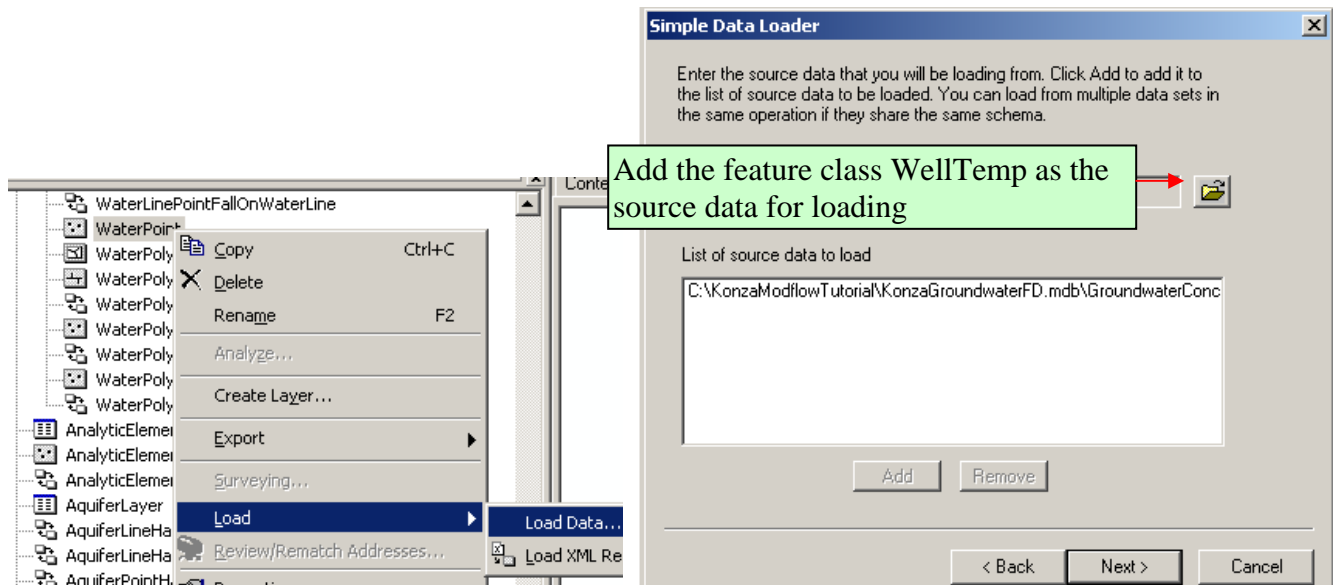 Simple Data Loader
Enter the source data that you will be loading from. Click Add to add it to
the list of source data to be loaded. You can load from multiple data sets in
the same operation if they share the same schema.
Add the feature class WellTemp as the
source data for loading
List of source data to load
C:\KonzaModflowTutorial\KonzaGroundwaterFD.mdb\GroundwaterConc
Add
Remove
< Back
Next >
Cancel
Conte
WaterLinePointFallOnWaterLine
WaterPoint
WaterPoly
WaterPoly
WaterPoly
WaterPoly
WaterPoly
WaterPoly
WaterPoly
AnalyticElemen
AnalyticElemen
AnalyticElemen
AquiferLayer
AquiferLineHa
AquiferLineHa
AquiferPointH
Copy Ctrl+C
Delete
Rename F2
Analyze...
Create Layer...
Export
Surveying...
Load
Review/Rematch Addresses...
Load Data...
Load XML Re